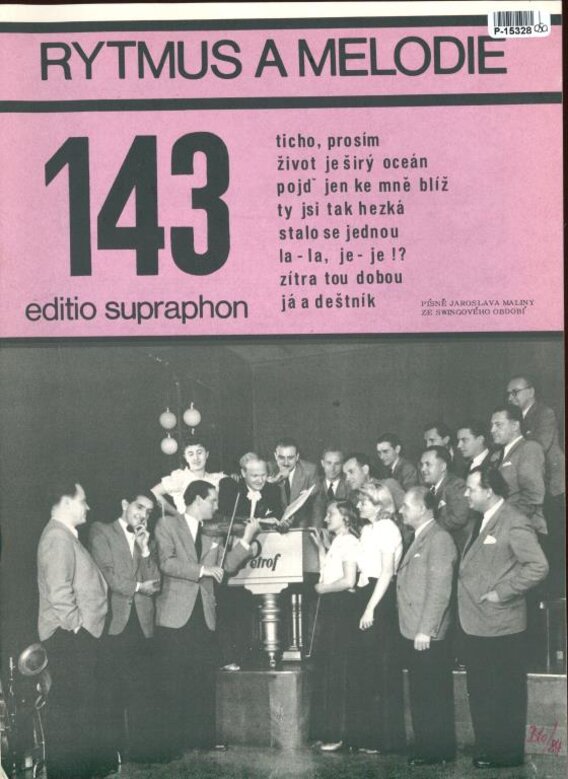 P-15328
RYTMUS A MELODIE
143
editio supraphon
ticho, prosím
život je širý oceán
pojď jen ke mně blíž
ty jsi tak hezká
stalo se jednou
la-la, je-je !?
zítra tou dobou
já a deštník
PÍSNĚ JAROSLAVA MALINY
ZE SWINGOVÉHO OBDOBÍ
Petrof